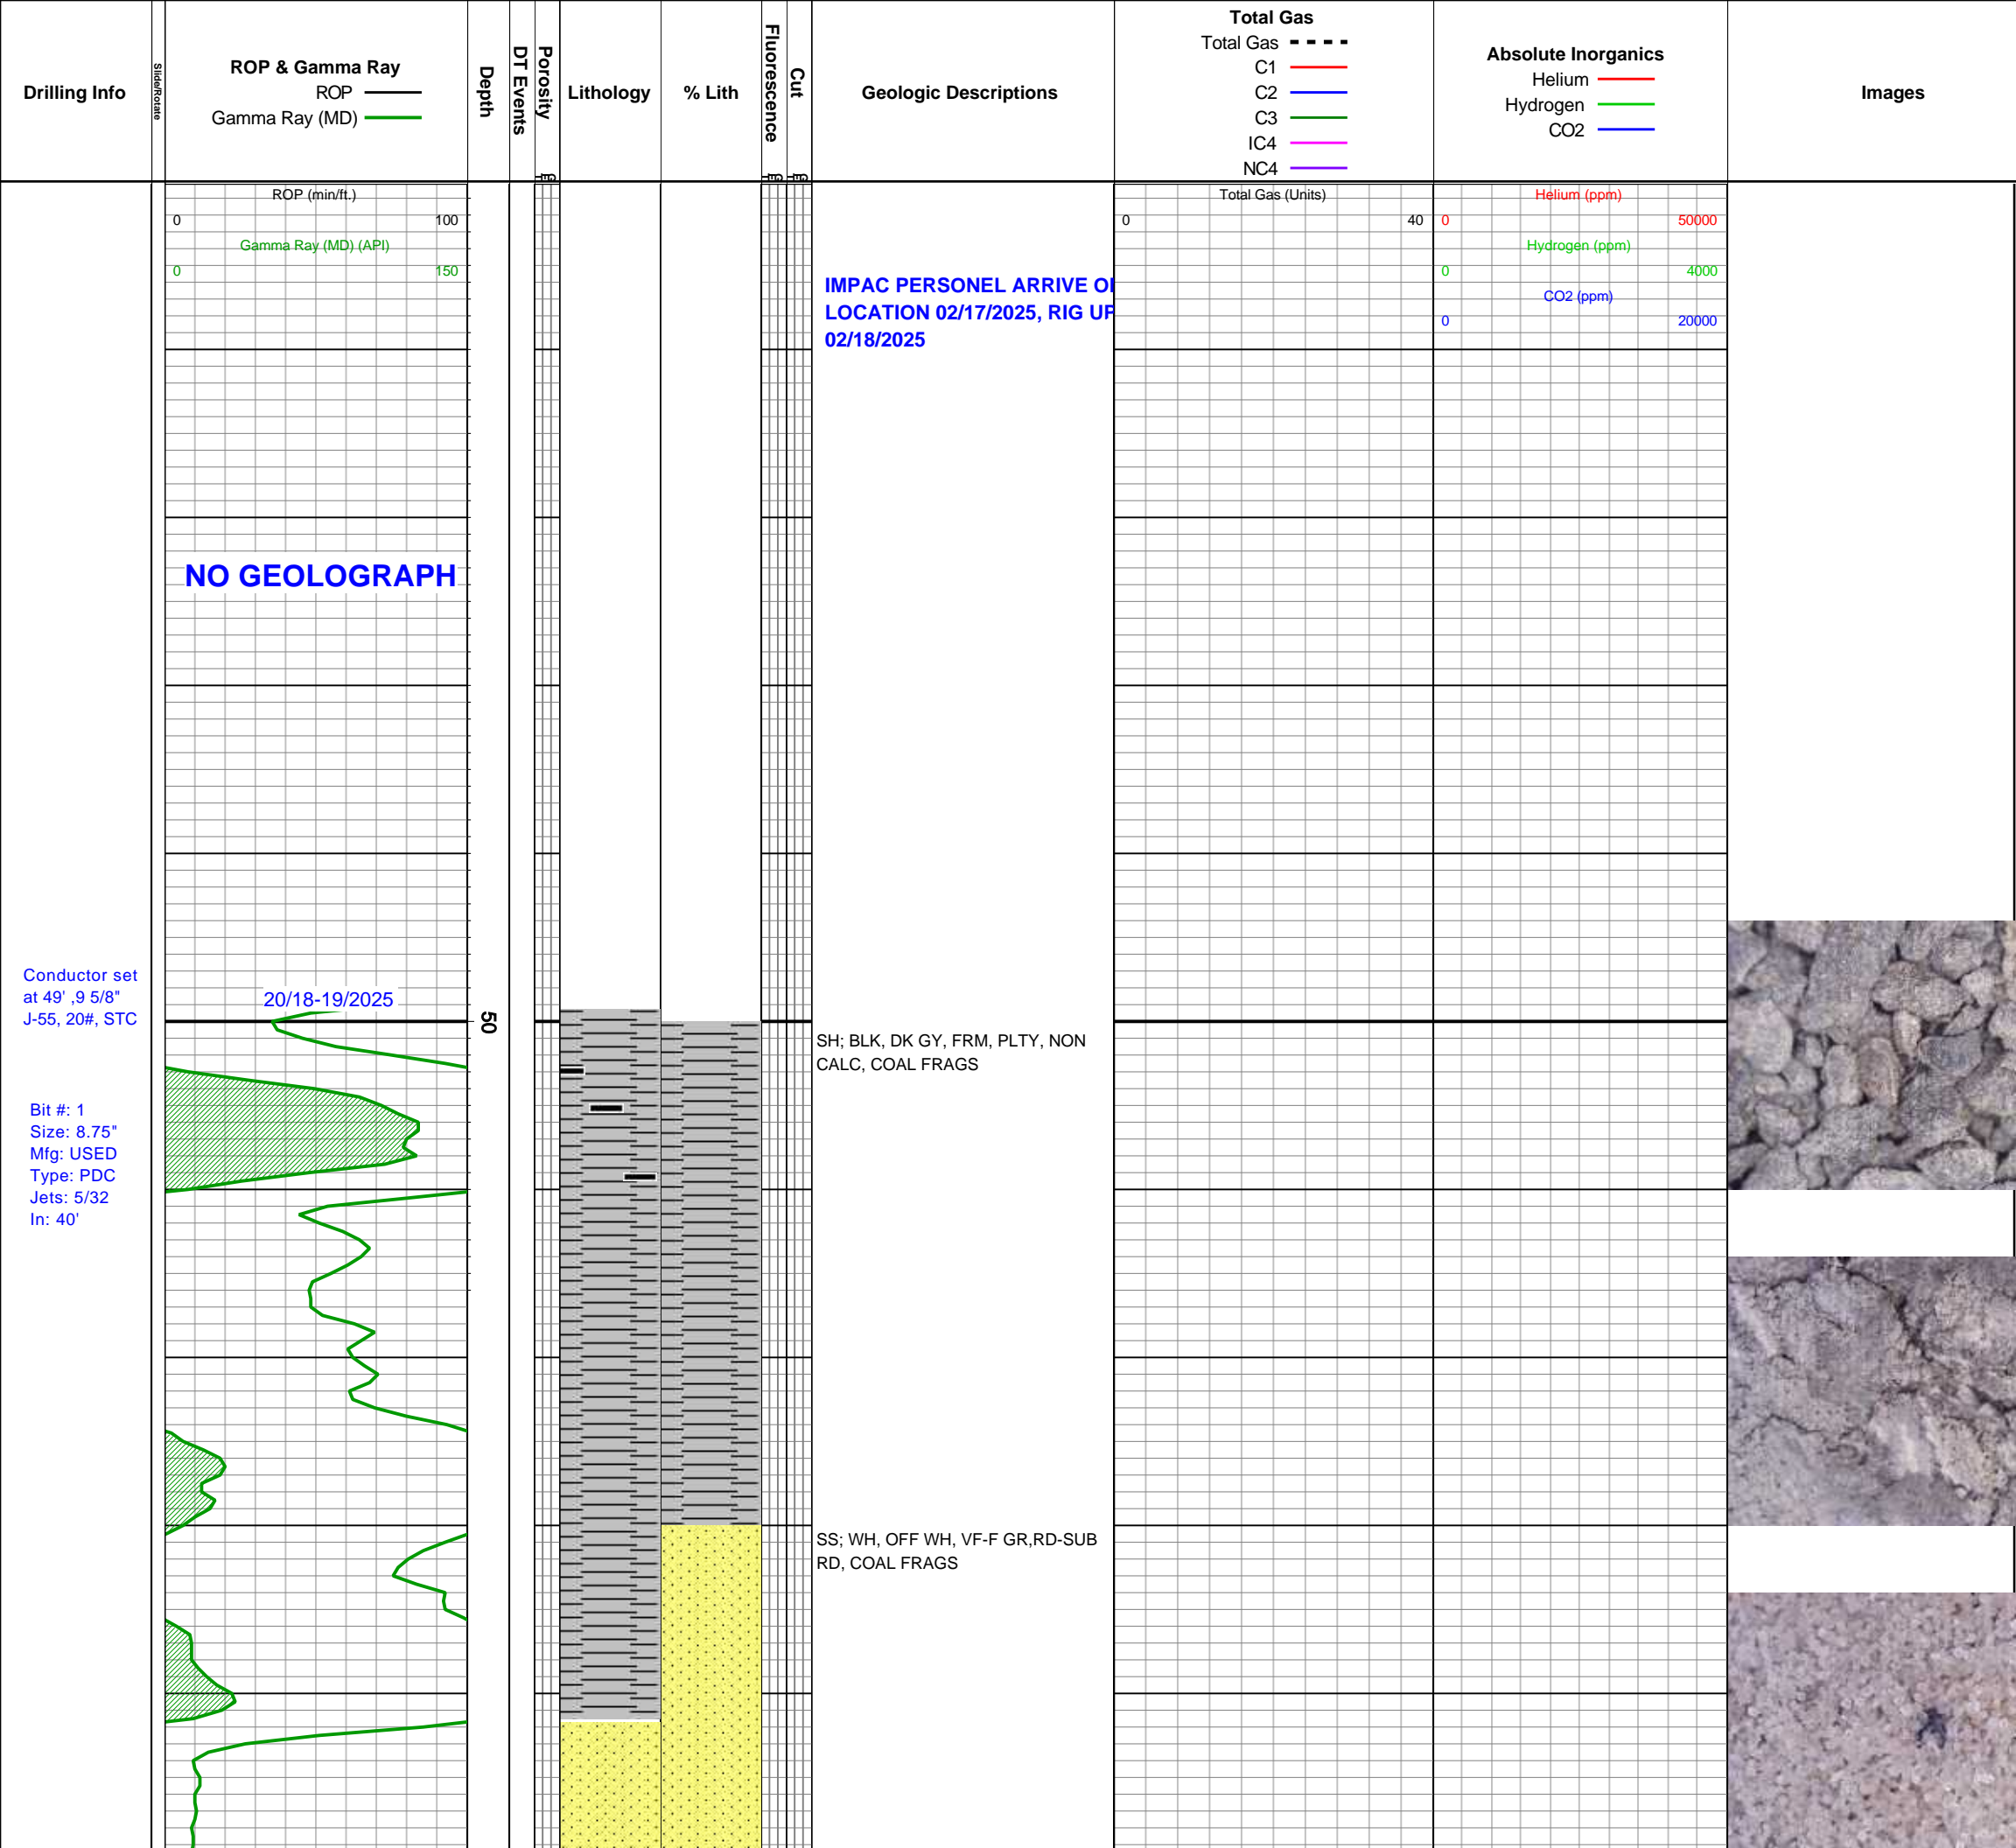 Drilling Info
Slide/Rotate
ROP & Gamma Ray
ROP
Gamma Ray (MD)
Depth
DT Events
Porosity
Lithology
% Lith
Fluorescence
Cut
Geologic Descriptions
Total Gas
Total Gas
C1
C2
C3
IC4
NC4
Absolute Inorganics
Helium
Hydrogen
CO2
Images
ROP (min/ft.)
0 100
Gamma Ray (MD) (API)
0 150
Total Gas (Units)
0 40
Helium (ppm)
0 50000
Hydrogen (ppm)
0 4000
CO2 (ppm)
0 20000
IMPAC PERSONEL ARRIVE
LOCATION 02/17/2025, RIG UP
02/18/2025
NO GEOLOGRAPH
Conductor set
at 49' ,9 5/8"
J-55, 20#, STC
20/18-19/2025
50
SH; BLK, DK GY, FRM, PLTY, NON
CALC, COAL FRAGS
Bit #: 1
Size: 8.75"
Mfg: USED
Type: PDC
Jets: 5/32
In: 40'
SS; WH, OFF WH, VF-F GR,RD-SUB
RD, COAL FRAGS